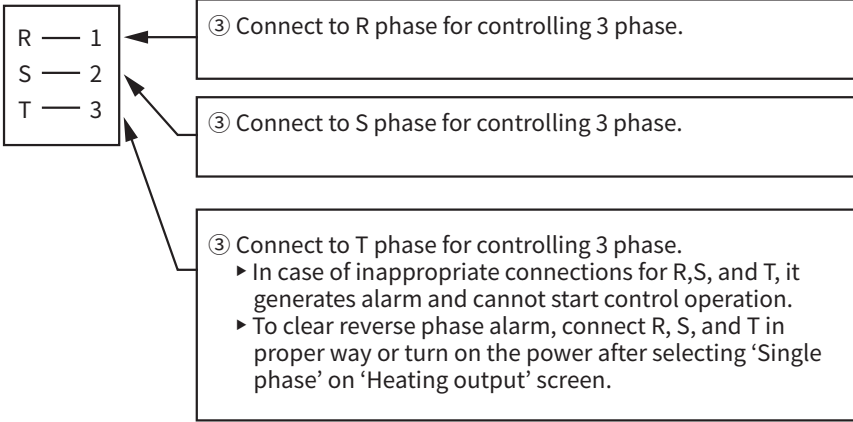 R — 1
S — 2
T — 3
③ Connect to R phase for controlling 3 phase.
③ Connect to S phase for controlling 3 phase.
③ Connect to T phase for controlling 3 phase.
▸ In case of inappropriate connections for R,S, and T, it
generates alarm and cannot start control operation.
▸ To clear reverse phase alarm, connect R, S, and T in
proper way or turn on the power after selecting ‘Single
phase’ on ‘Heating output’ screen.